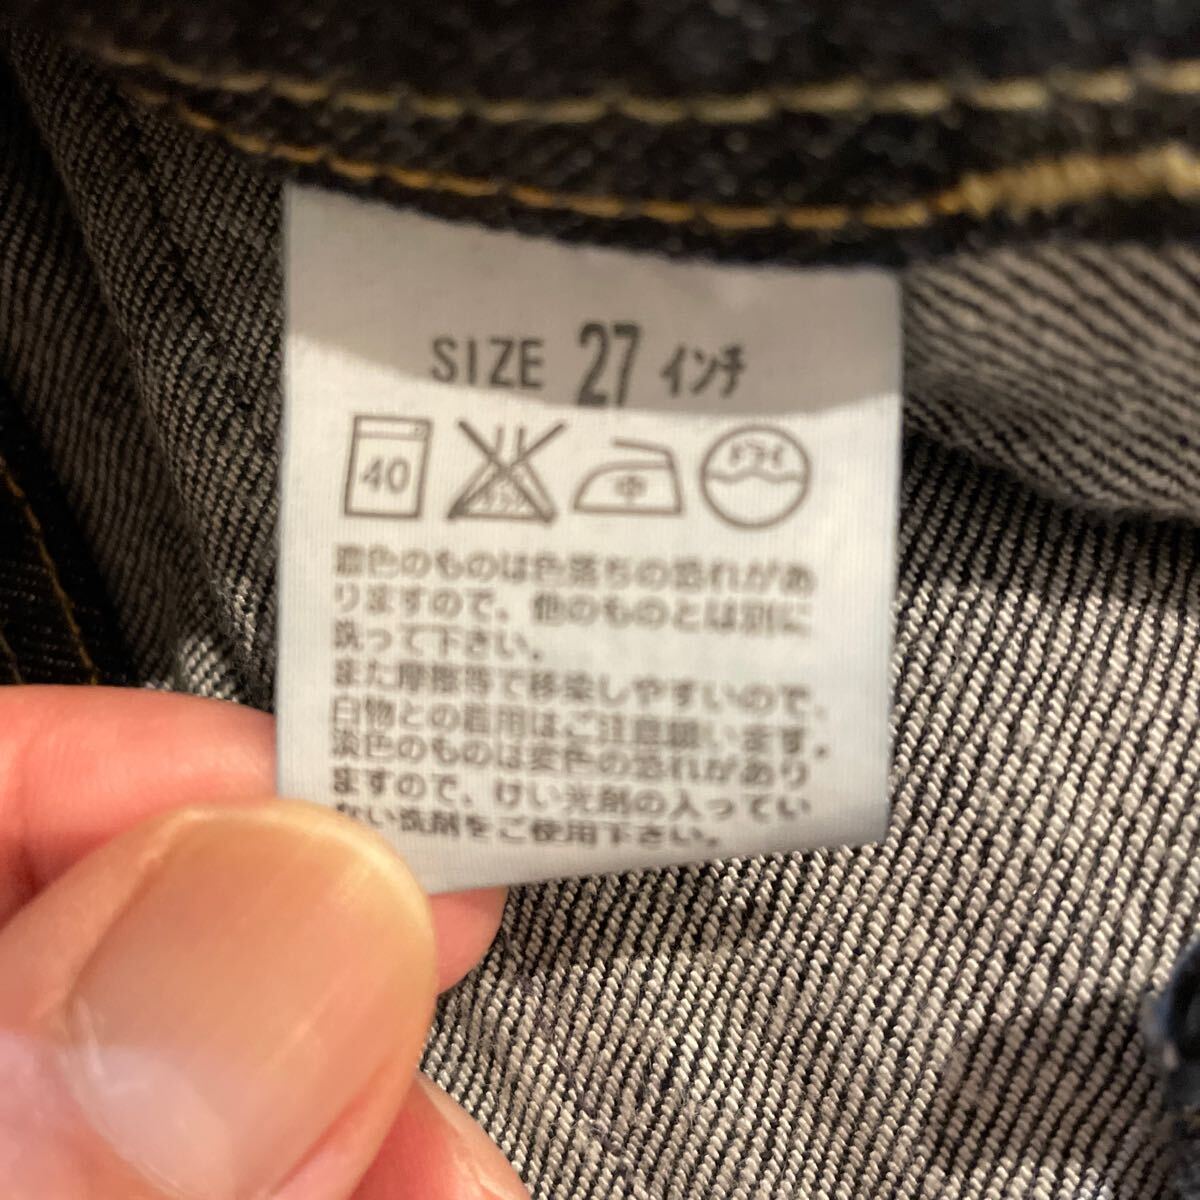 SIZE 27 インチ
40 エンソ 中 ドライ
濃色のものは色落ちの恐れがあ
りますので、他のものとは別に
洗って下さい。
また摩擦等で移染しやすいので、
白物との着用はご注意願います。
淡色のものは変色の恐れがあり
ますので、けい光剤の入ってい
ない洗剤をご使用下さい。